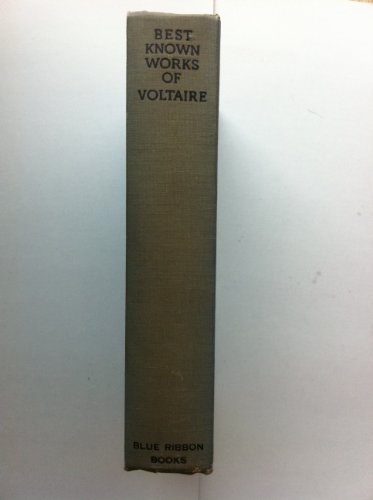 BEST
KNOWN
WORKS
OF
VOLTAIRE
BLUE RIBBON
BOOKS